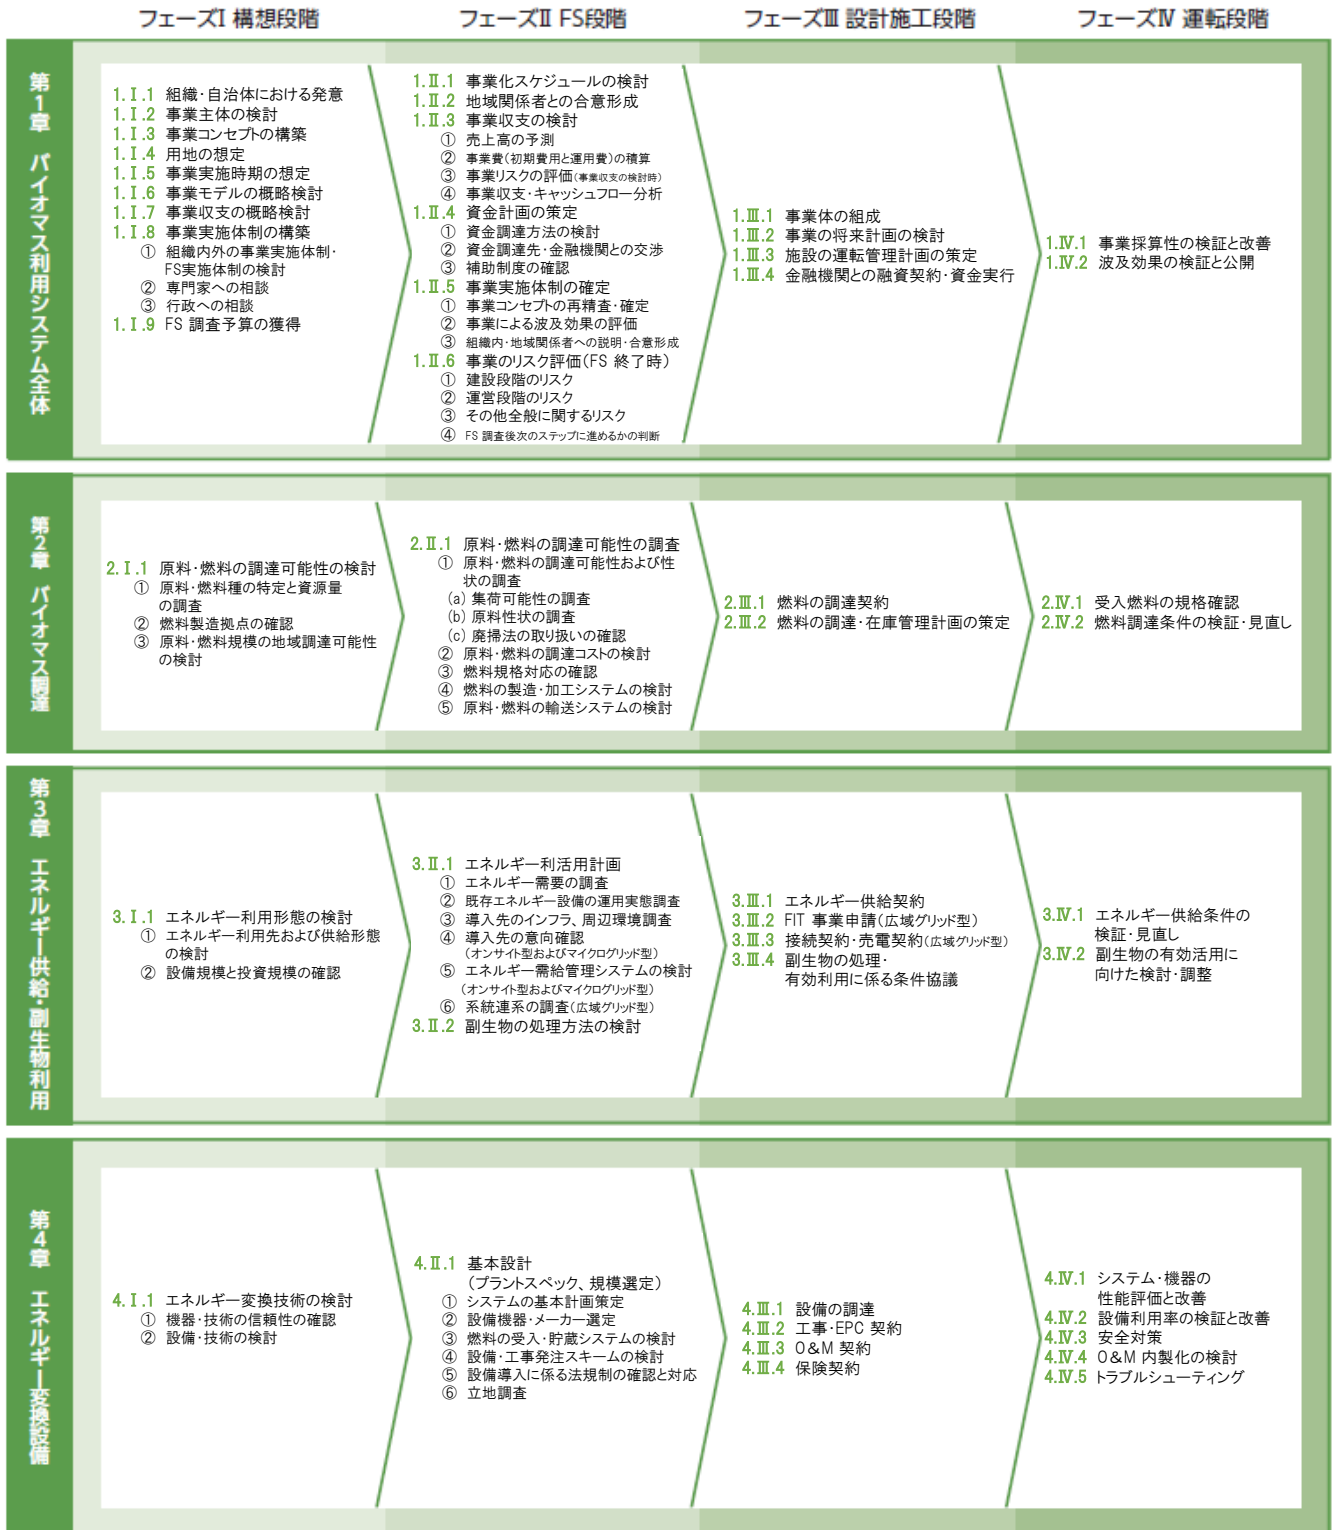 フェーズⅠ 構想段階
フェーズⅡ FS段階
フェーズⅢ 設計施工段階
フェーズⅣ 運転段階
第1章 バイオマス利用システム全体
1.Ⅰ.1 組織・自治体における発意
1.Ⅰ.2 事業主体の検討
1.Ⅰ.3 事業コンセプトの構築
1.Ⅰ.4 用地の想定
1.Ⅰ.5 事業実施時期の想定
1.Ⅰ.6 事業モデルの概略検討
1.Ⅰ.7 事業収支の概略検討
1.Ⅰ.8 事業実施体制の構築
① 組織内外の事業実施体制・
FS実施体制の検討
② 専門家への相談
③ 行政への相談
1.Ⅰ.9 FS 調査予算の獲得
1.Ⅱ.1 事業化スケジュールの検討
1.Ⅱ.2 地域関係者との合意形成
1.Ⅱ.3 事業収支の検討
① 売上高の予測
② 事業費(初期費用と運用費)の積算
③ 事業リスクの評価(事業収支の検討時)
④ 事業収支・キャッシュフロー分析
1.Ⅱ.4 資金計画の策定
① 資金調達方法の検討
② 資金調達先・金融機関との交渉
③ 補助制度の確認
1.Ⅱ.5 事業実施体制の確定
① 事業コンセプトの再精査・確定
② 事業による波及効果の評価
③ 組織内・地域関係者への説明・合意形成
1.Ⅱ.6 事業のリスク評価(FS 終了時)
① 建設段階のリスク
② 運営段階のリスク
③ その他全般に関するリスク
④ FS 調査後次のステップに進めるかの判断
1.Ⅲ.1 事業体の組成
1.Ⅲ.2 事業の将来計画の検討
1.Ⅲ.3 施設の運転管理計画の策定
1.Ⅲ.4 金融機関との融資契約・資金実行
1.Ⅳ.1 事業採算性の検証と改善
1.Ⅳ.2 波及効果の検証と公開
第2章 バイオマス調達
2.Ⅰ.1 原料・燃料の調達可能性の検討
① 原料・燃料種の特定と資源量
の調査
② 燃料製造拠点の確認
③ 原料・燃料規模の地域調達可能性
の検討
2.Ⅱ.1 原料・燃料の調達可能性の調査
① 原料・燃料の調達可能性および性
状の調査
(a) 集荷可能性の調査
(b) 原料性状の調査
(c) 廃掃法の取り扱いの確認
② 原料・燃料の調達コストの検討
③ 燃料規格対応の確認
④ 燃料の製造・加工システムの検討
⑤ 原料・燃料の輸送システムの検討
2.Ⅲ.1 燃料の調達契約
2.Ⅲ.2 燃料の調達・在庫管理計画の策定
2.Ⅳ.1 受入燃料の規格確認
2.Ⅳ.2 燃料調達条件の検証・見直し
第3章 エネルギー供給・副生物利用
3.Ⅰ.1 エネルギー利用形態の検討
① エネルギー利用先および供給形態
の検討
② 設備規模と投資規模の確認
3.Ⅱ.1 エネルギー利活用計画
① エネルギー需要の調査
② 既存エネルギー設備の運用実態調査
③ 導入先のインフラ、周辺環境調査
④ 導入先の意向確認
(オンサイト型およびマイクログリッド型)
⑤ エネルギー需給管理システムの検討
(オンサイト型およびマイクログリッド型)
⑥ 系統連系の調査(広域グリッド型)
3.Ⅱ.2 副生物の処理方法の検討
3.Ⅲ.1 エネルギー供給契約
3.Ⅲ.2 FIT 事業申請(広域グリッド型)
3.Ⅲ.3 接続契約・売電契約(広域グリッド型)
3.Ⅲ.4 副生物の処理・
有効利用に係る条件協議
3.Ⅳ.1 エネルギー供給条件の
検証・見直し
3.Ⅳ.2 副生物の有効活用に
向けた検討・調整
第4章 エネルギー変換設備
4.Ⅰ.1 エネルギー変換技術の検討
① 機器・技術の信頼性の確認
② 設備・技術の検討
4.Ⅱ.1 基本設計
(プラントスペック、規模選定)
① システムの基本計画策定
② 設備機器・メーカー選定
③ 燃料の受入・貯蔵システムの検討
④ 設備・工事発注スキームの検討
⑤ 設備導入に係る法規制の確認と対応
⑥ 立地調査
4.Ⅲ.1 設備の調達
4.Ⅲ.2 工事・EPC 契約
4.Ⅲ.3 O&M 契約
4.Ⅲ.4 保険契約
4.Ⅳ.1 システム・機器の
性能評価と改善
4.Ⅳ.2 設備利用率の検証と改善
4.Ⅳ.3 安全対策
4.Ⅳ.4 O&M 内製化の検討
4.Ⅳ.5 トラブルシューティング